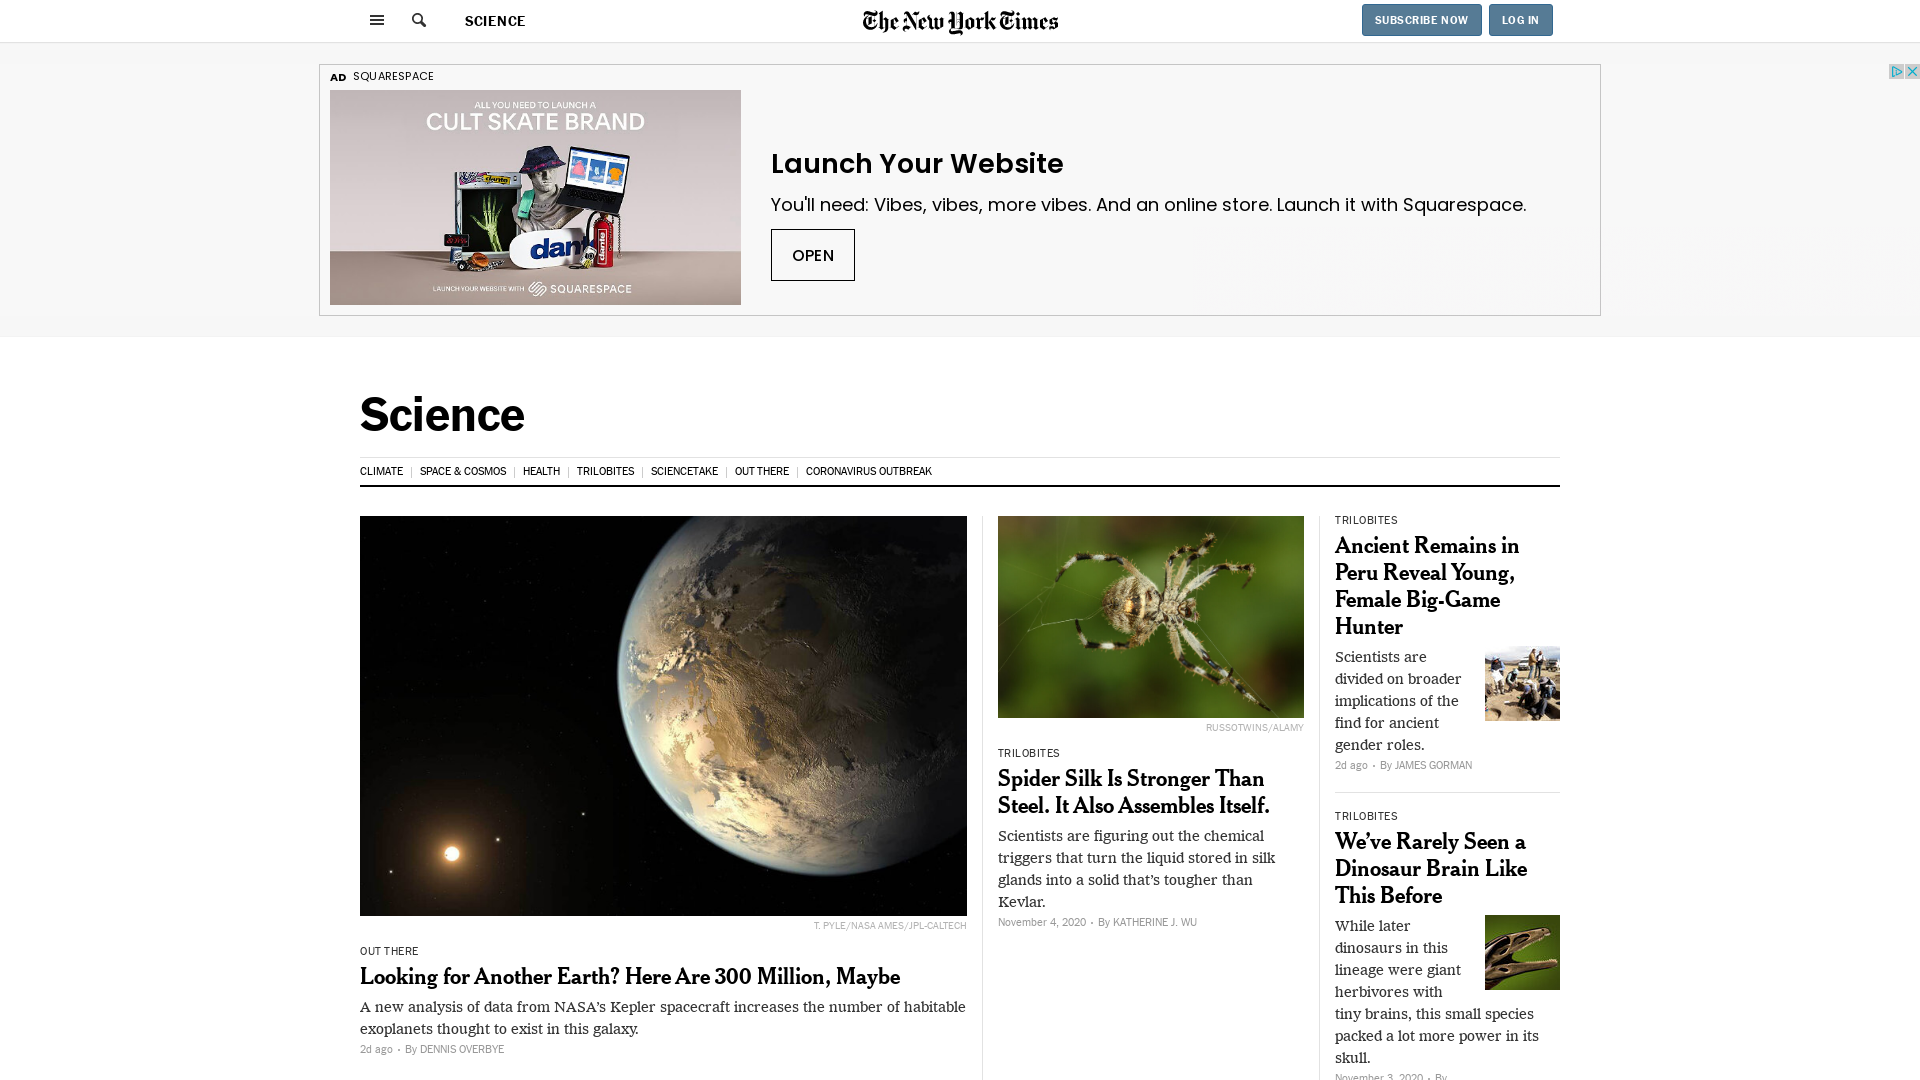 SCIENCE
The New York Times
SUBSCRIBE NOW
LOG IN
AD SQUARESPACE
ALL YOU NEED TO LAUNCH A
CULT SKATE BRAND
dante
dante
dante
LAUNCH YOUR WEBSITE WITH SQUARESPACE
Launch Your Website
You'll need: Vibes, vibes, more vibes. And an online store. Launch it with Squarespace.
OPEN
Science
CLIMATE
SPACE & COSMOS
HEALTH
TRILOBITES
SCIENCETAKE
OUT THERE
CORONAVIRUS OUTBREAK
T. PYLE/NASA AMES/JPL-CALTECH
OUT THERE
Looking for Another Earth? Here Are 300 Million, Maybe
A new analysis of data from NASA’s Kepler spacecraft increases the number of habitable
exoplanets thought to exist in this galaxy.
2d ago • By DENNIS OVERBYE
RUSSOTWINS/ALAMY
TRILOBITES
Spider Silk Is Stronger Than
Steel. It Also Assembles Itself.
Scientists are figuring out the chemical
triggers that turn the liquid stored in silk
glands into a solid that’s tougher than
Kevlar.
November 4, 2020 • By KATHERINE J. WU
TRILOBITES
Ancient Remains in
Peru Reveal Young,
Female Big-Game
Hunter
Scientists are
divided on broader
implications of the
find for ancient
gender roles.
2d ago • By JAMES GORMAN
TRILOBITES
We’ve Rarely Seen a
Dinosaur Brain Like
This Before
While later
dinosaurs in this
lineage were giant
herbivores with
tiny brains, this small species
packed a lot more power in its
skull.
November 3, 2020 • By